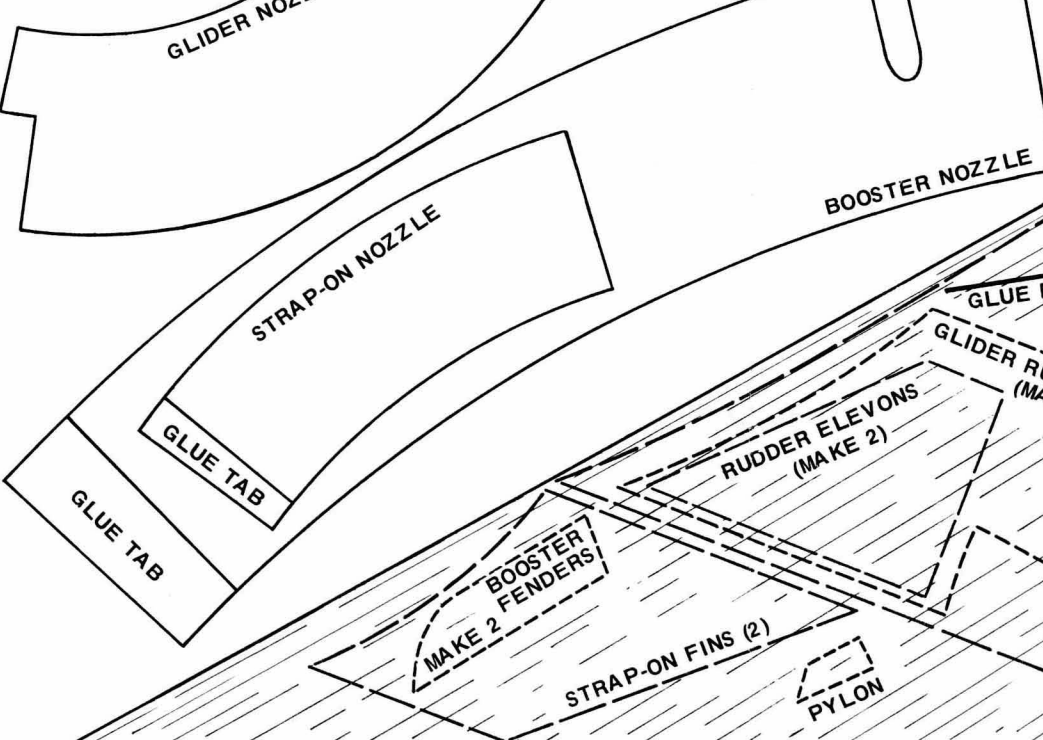 GLIDER
STRAP-ON NOZZLE
GLUE TAB
GLUE TAB
BOOSTER NOZZLE
GLUE
GLIDER
RUDDER ELEVONS
(MAKE 2)
BOOSTER
FENDERS
MAKE 2
STRAP-ON FINS (2)
PYLON